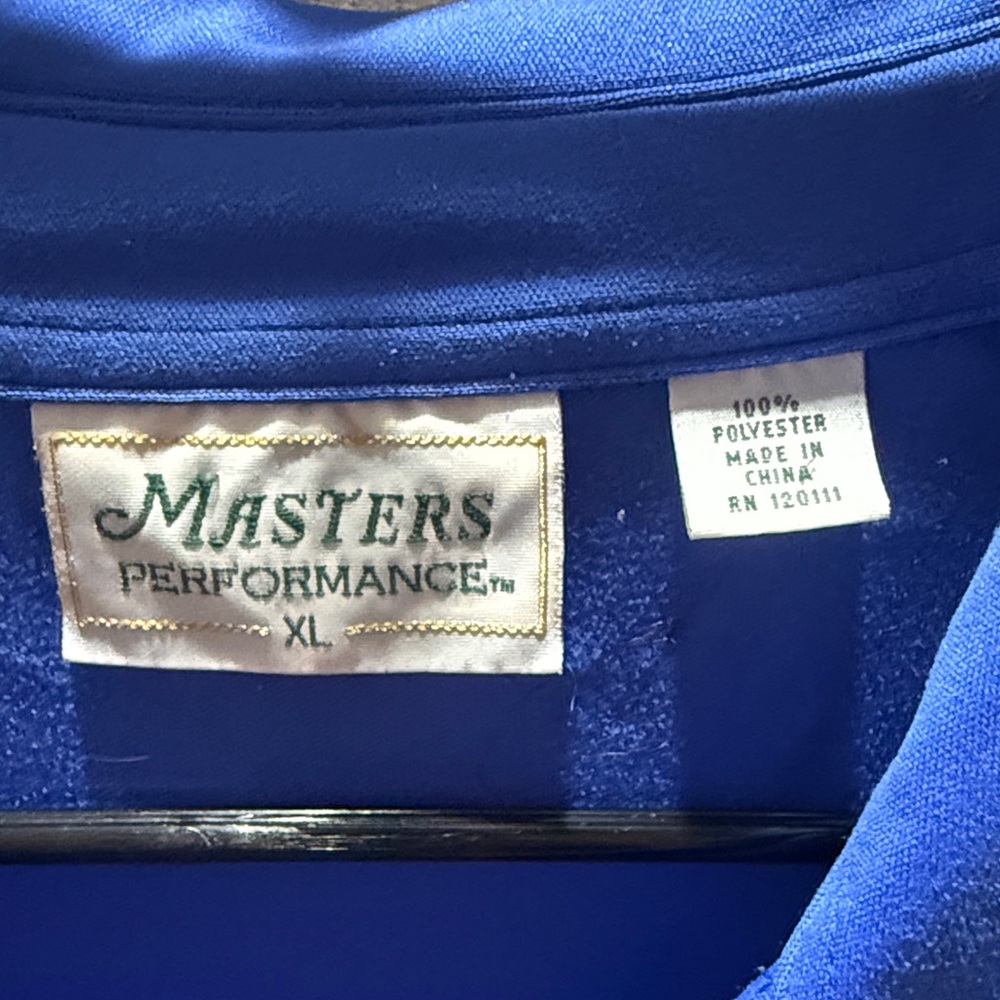 MASTERS
PERFORMANCE™
XL
100%
POLYESTER
MADE IN
CHINA
RN 120111